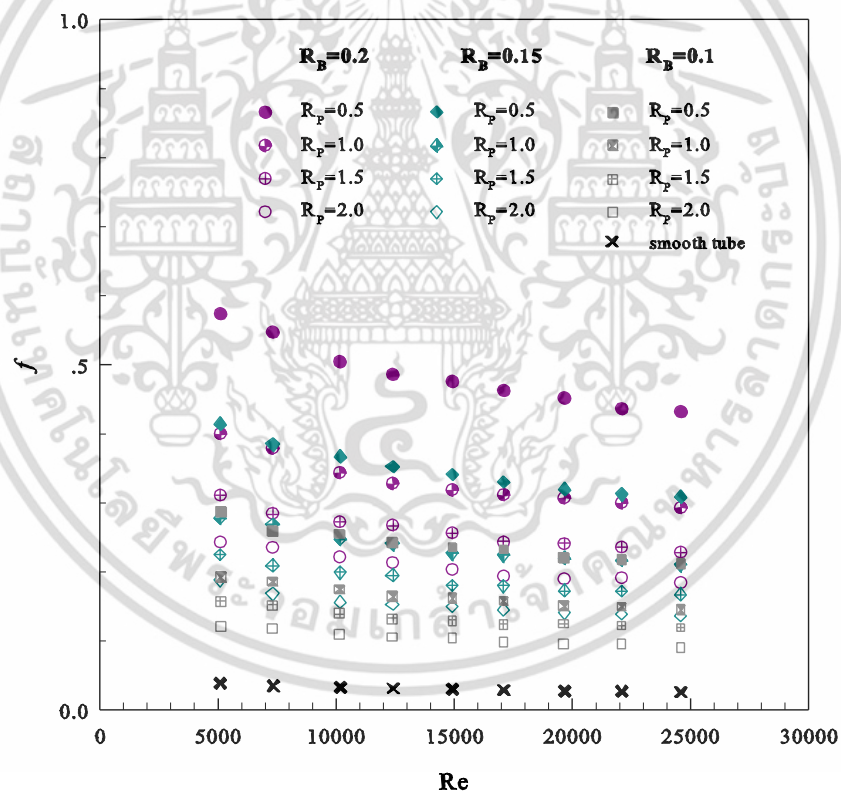 1.0
R_B=0.2 R_B=0.15 R_B=0.1
R_P=0.5 R_P=0.5 R_P=0.5
R_P=1.0 R_P=1.0 R_P=1.0
R_P=1.5 R_P=1.5 R_P=1.5
R_P=2.0 R_P=2.0 R_P=2.0
smooth tube
f
.5
0.0
0 5000 10000 15000 20000 25000 30000
Re